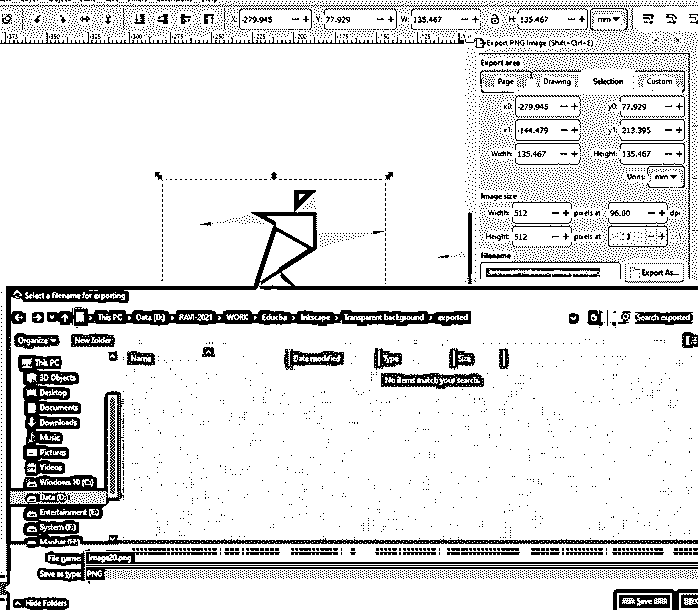 X: -279.945 Y: 77.929 W: 135.467 H: 135.467 mm
Export PNG Image (Shift+Ctrl+E)
Export area
Page Drawing Selection Custom
x0: -279.945 y0: 77.929
x1: -144.479 y1: 213.395
Width: 135.467 Height: 135.467
Units: mm
Image size
Width: 512 pixels at 96.00 dpi
Height: 512 pixels at
Filename
Export As...
Select a filename for exporting
This PC Data (D:) RAVI-2021 WORK Inkscape Transparent background exported
Search exported
Organize New folder
Name Date modified Type Size
No items match your search.
This PC
3D Objects
Desktop
Documents
Downloads
Music
Pictures
Videos
Windows 10 (C:)
Data (D:)
Entertainment (E:)
System (F:)
File name: image20.png
Save as type: PNG
Hide Folders
Save